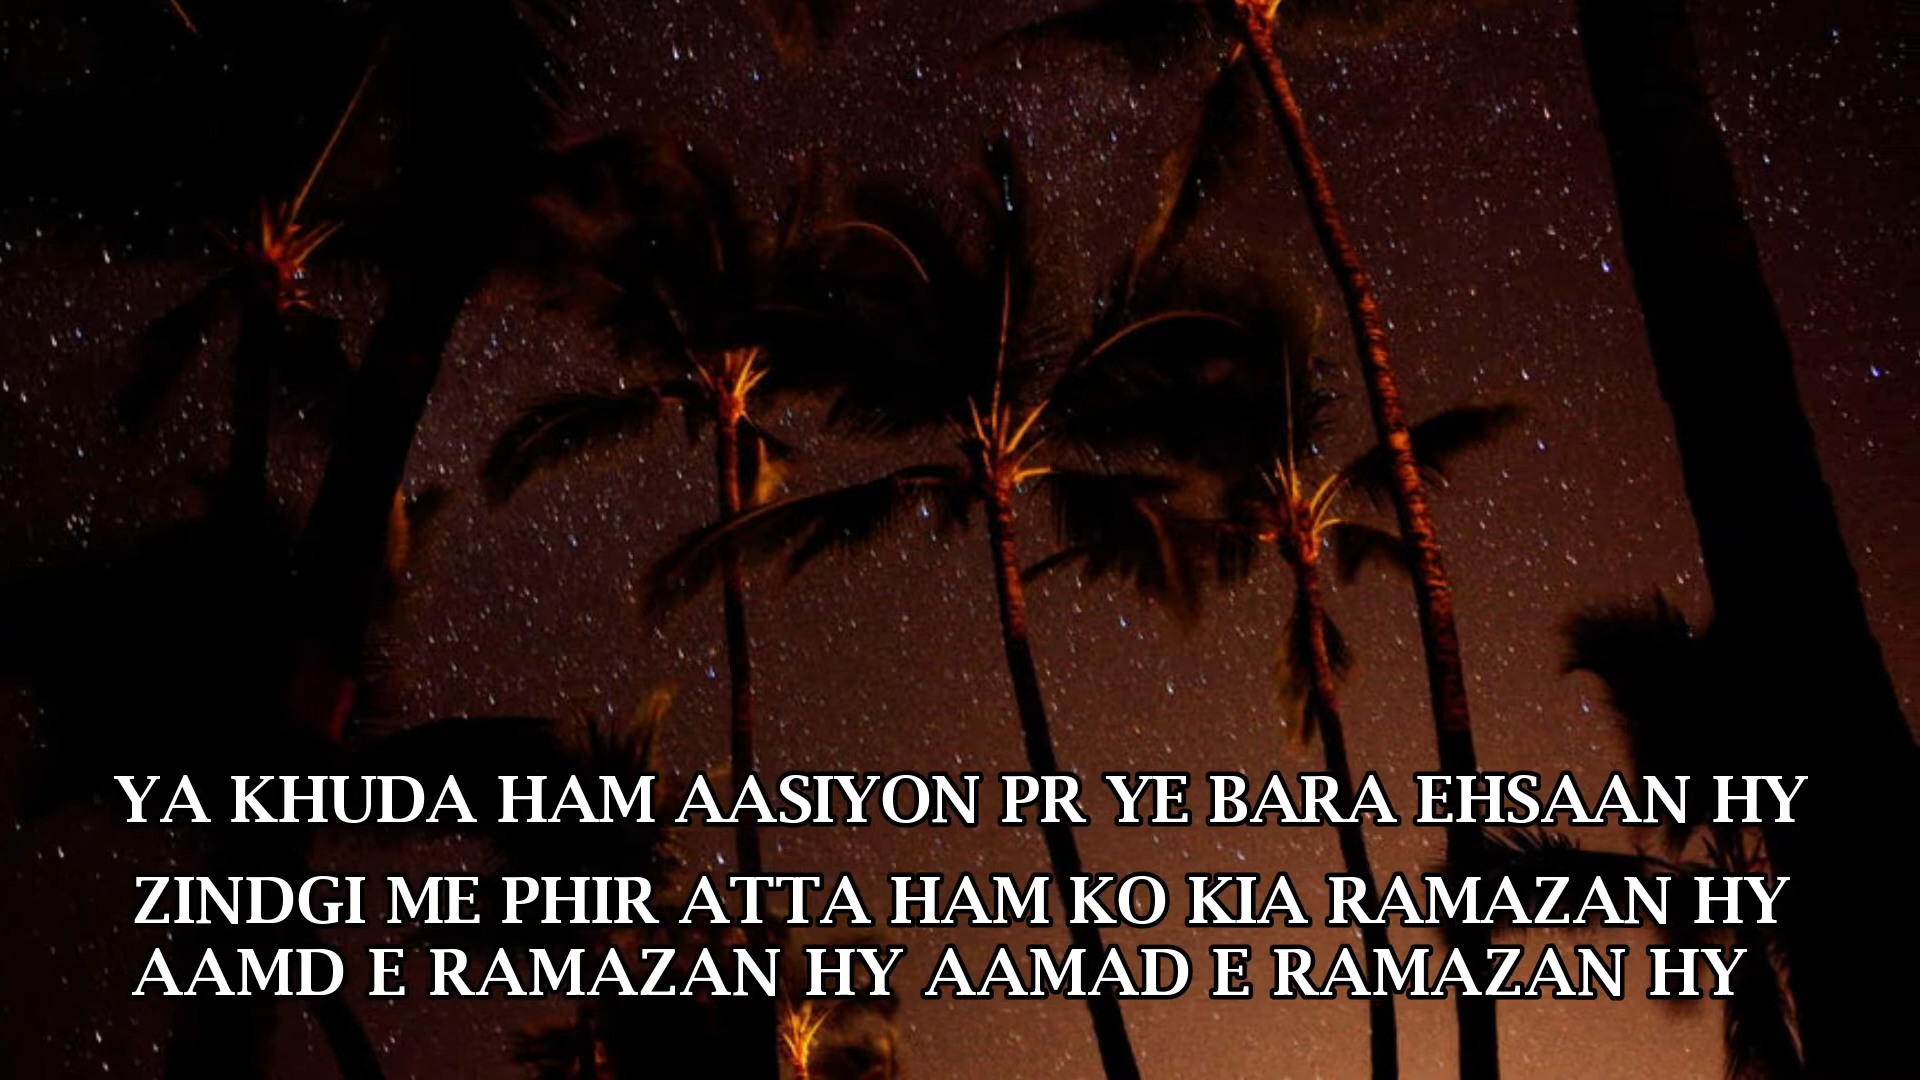 YA KHUDA HAM AASIYON PR YE BARA EHSAAN HY
ZINDGI ME PHIR ATTA HAM KO KIA RAMAZAN HY
AAMD E RAMAZAN HY AAMAD E RAMAZAN HY